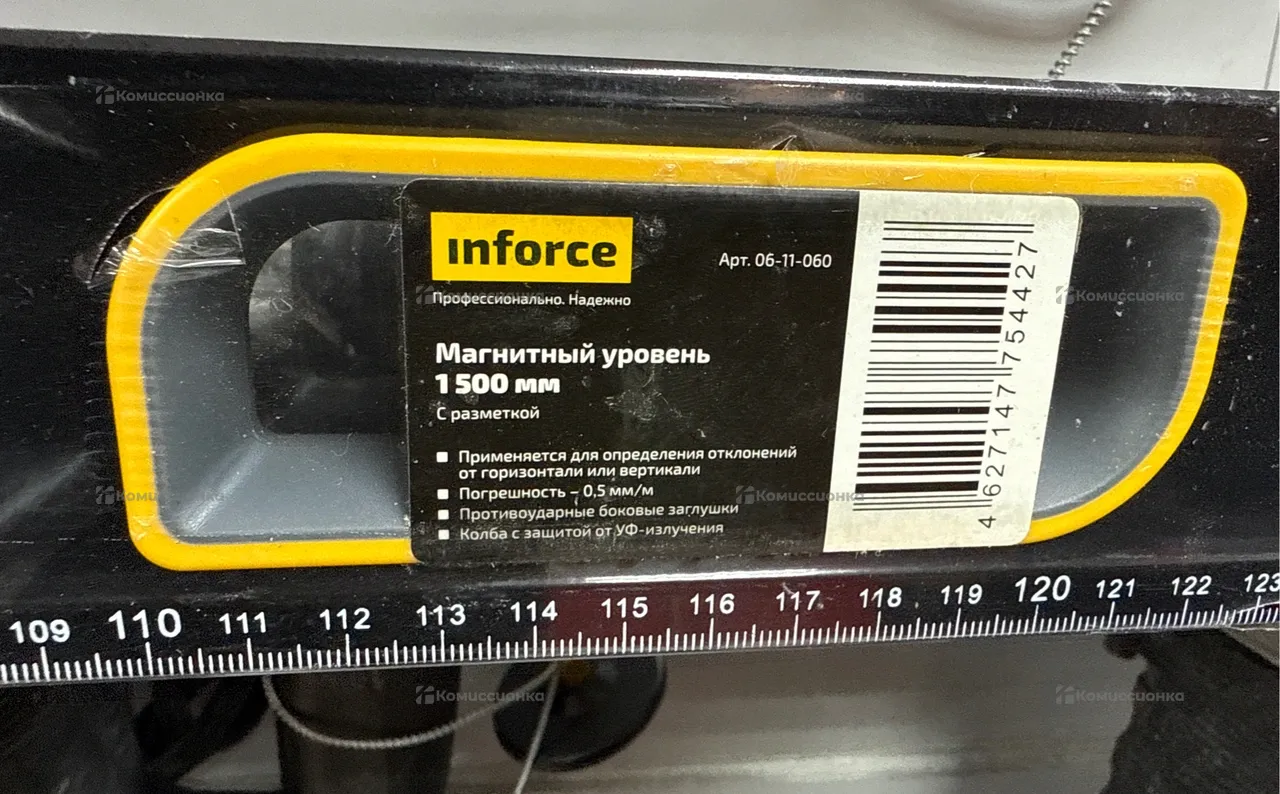 Комиссионка
inforce
Арт. 06-11-060
Профессионально. Надежно
Комиссионка
Магнитный уровень
1 500 мм
С разметкой
Применяется для определения отклонений
от горизонтали или вертикали
Погрешность – 0,5 мм/м
Противоударные боковые заглушки
Колба с защитой от УФ-излучения
4 627147 754427
Комиссионка
Комиссионка
Комиссионка
109 110 111 112 113 114 115 116 117 118 119 120 121 122 123
Комиссионка
Комиссионка